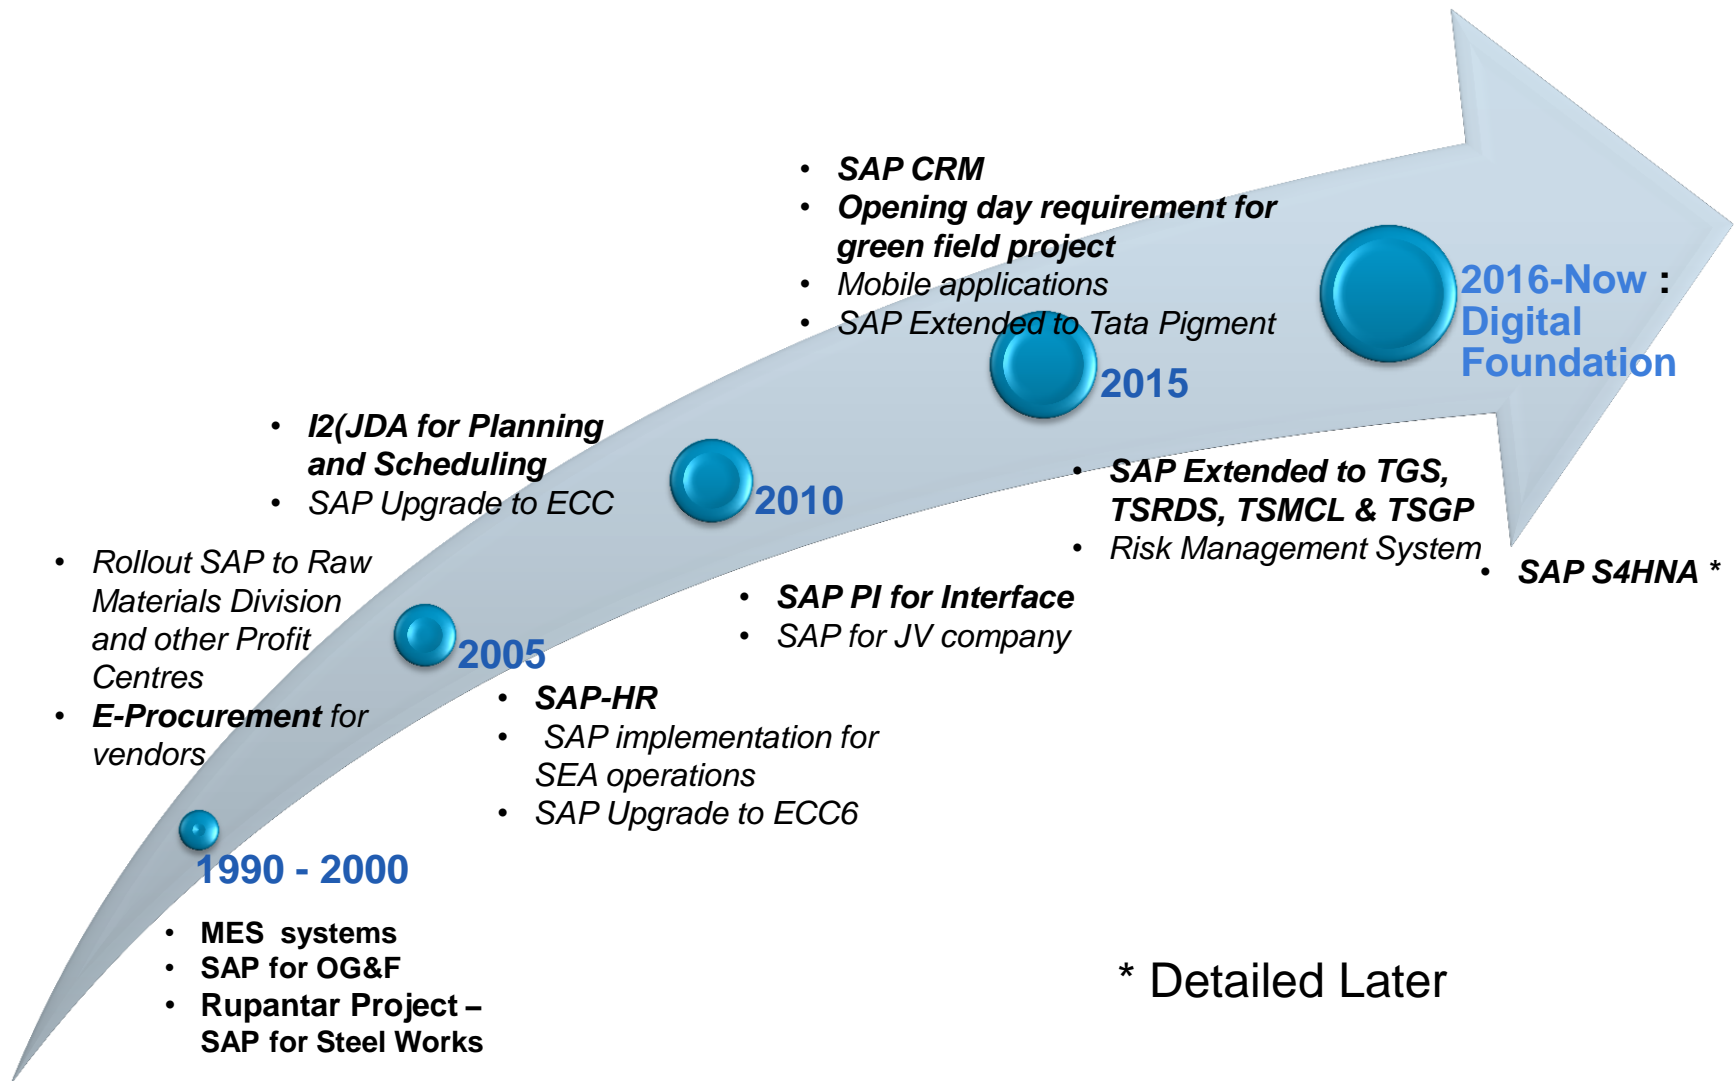 • SAP CRM
• Opening day requirement for
green field project
• Mobile applications
• SAP Extended to Tata Pigment
2016-Now :
Digital
Foundation
2015
• I2(JDA for Planning
and Scheduling
• SAP Upgrade to ECC
2010
• SAP Extended to TGS,
TSRDS, TSMCL & TSGP
• Risk Management System
• SAP S4HNA *
• Rollout SAP to Raw
Materials Division
and other Profit
Centres
• E-Procurement for
vendors
2005
• SAP PI for Interface
• SAP for JV company
• SAP-HR
• SAP implementation for
SEA operations
• SAP Upgrade to ECC6
1990 - 2000
• MES systems
• SAP for OG&F
• Rupantar Project –
SAP for Steel Works
* Detailed Later